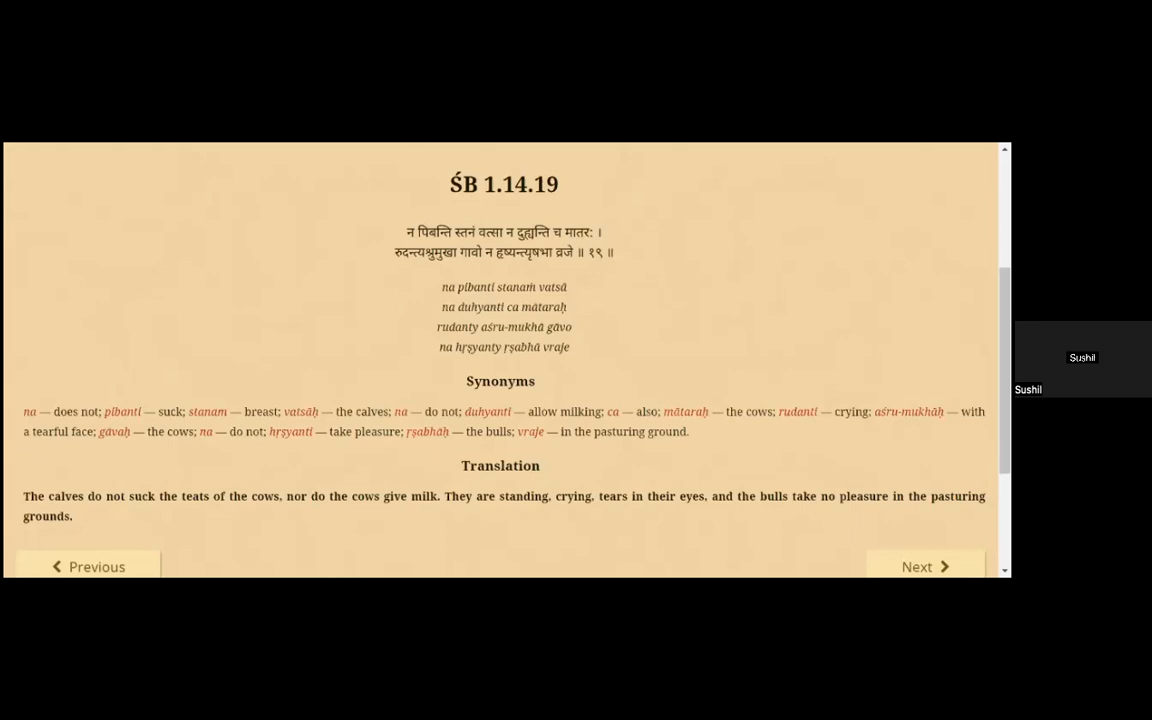 ŚB 1.14.19
न पिबन्ति स्तनं वत्सा न दुह्यन्ति च मातर: ।
रुदन्त्यश्रुमुखा गावो न हृष्यन्त्यृषभा व्रजे ॥ १९ ॥
na pibanti stanaṁ vatsā
na duhyanti ca mātaraḥ
rudanty aśru-mukhā gāvo
na hṛṣyanty ṛṣabhā vraje
Synonyms
na — does not; pibanti — suck; stanam — breast; vatsāḥ — the calves; na — do not; duhyanti — allow milking; ca — also; mātaraḥ — the cows; rudanti — crying; aśru-mukhāḥ — with
a tearful face; gāvaḥ — the cows; na — do not; hṛṣyanti — take pleasure; ṛṣabhāḥ — the bulls; vraje — in the pasturing ground.
Translation
The calves do not suck the teats of the cows, nor do the cows give milk. They are standing, crying, tears in their eyes, and the bulls take no pleasure in the pasturing
grounds.
Previous
Next
Sushil
Sushil